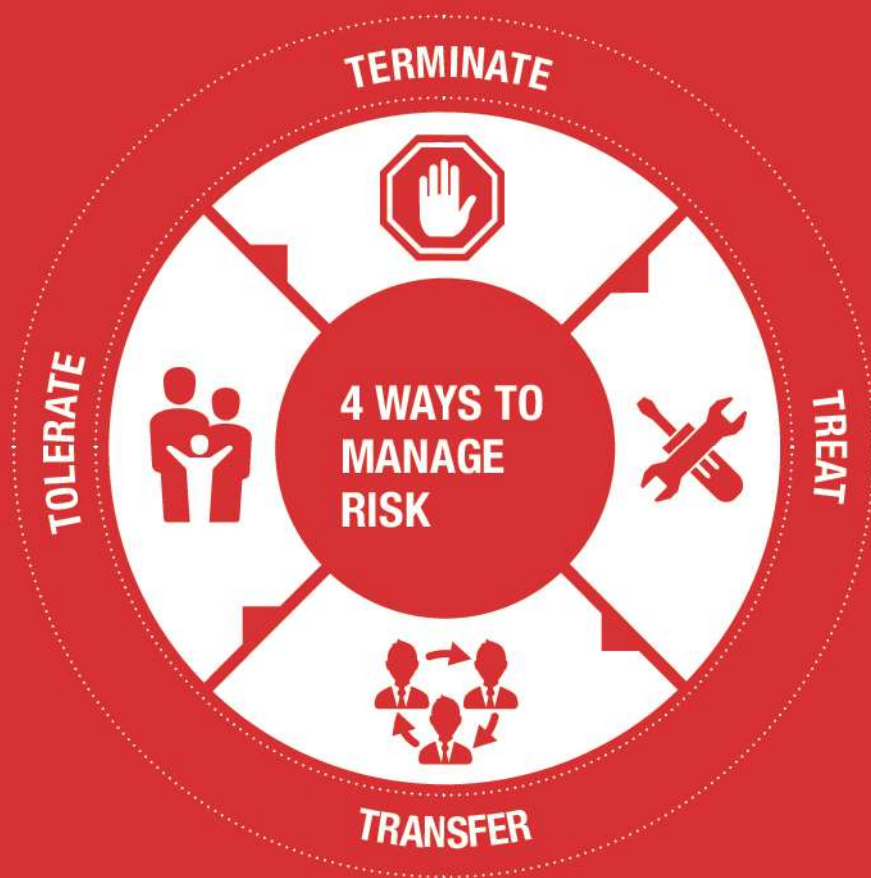 TERMINATE
TOLERATE
4 WAYS TO
MANAGE
RISK
TREAT
TRANSFER